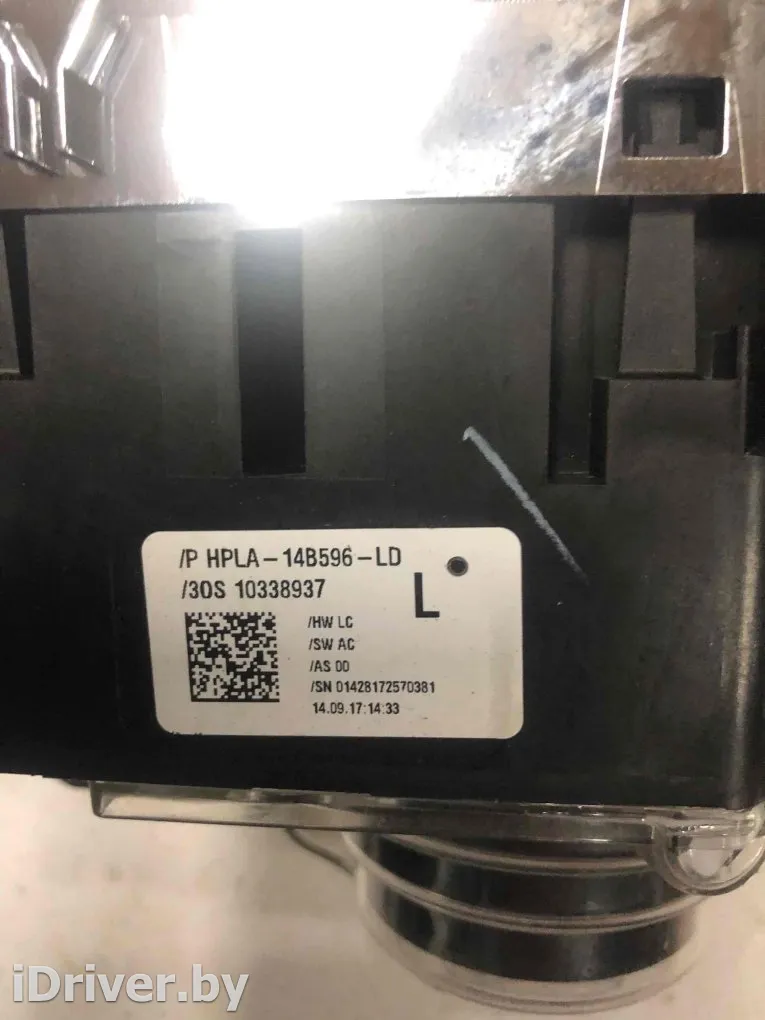 /P HPLA-14B596-LD
/3OS 10338937
L
/HW LC
/SW AC
/AS 00
/SN 01428172570381
14.09.17;14:33
iDriver.by